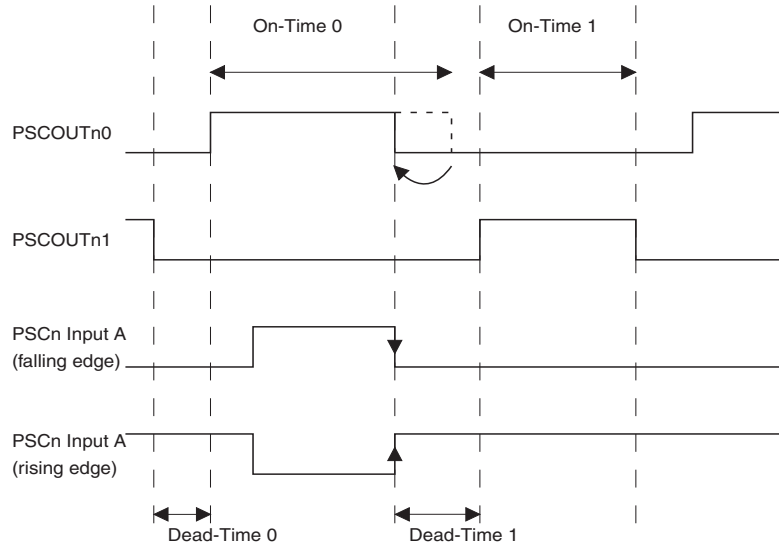 On-Time 0
On-Time 1
PSCOUTn0
PSCOUTn1
PSCn Input A
(falling edge)
PSCn Input A
(rising edge)
Dead-Time 0
Dead-Time 1